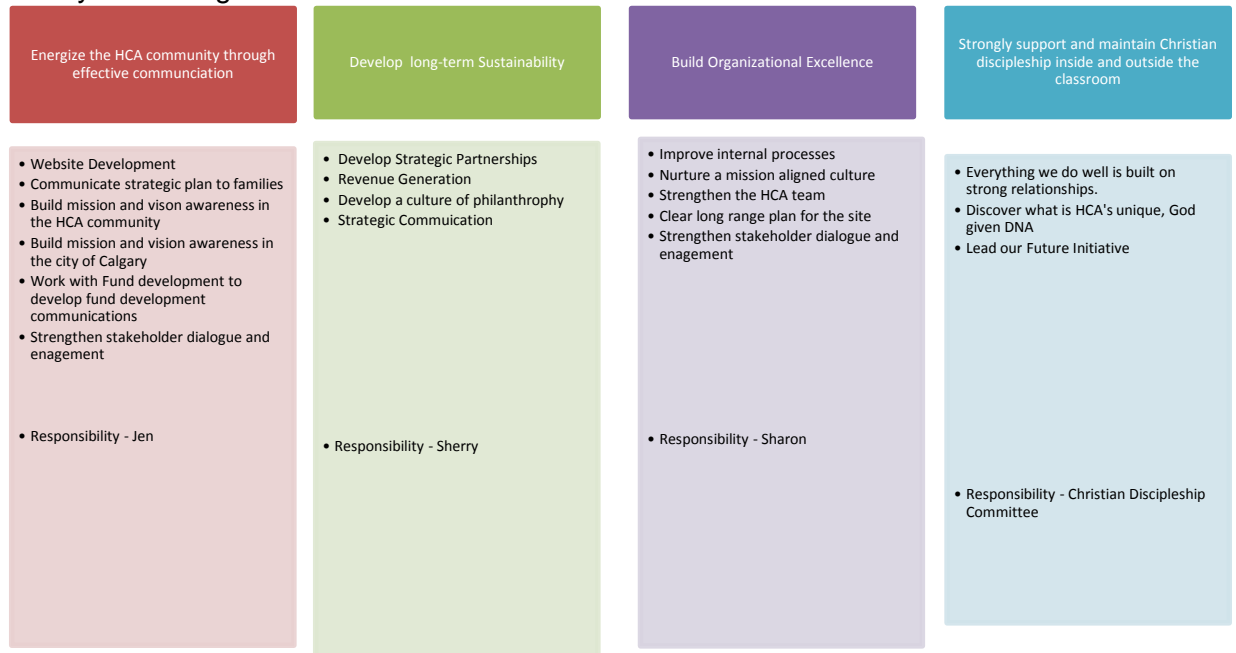 Energize the HCA community through
effective communciation
• Website Development
• Communicate strategic plan to families
• Build mission and vison awareness in
the HCA community
• Build mission and vision awareness in
the city of Calgary
• Work with Fund development to
develop fund development
communications
• Strengthen stakeholder dialogue and
enagement
• Responsibility - Jen
Develop long-term Sustainability
• Develop Strategic Partnerships
• Revenue Generation
• Develop a culture of philanthrophy
• Strategic Commuication
• Responsibility - Sherry
Build Organizational Excellence
• Improve internal processes
• Nurture a mission aligned culture
• Strengthen the HCA team
• Clear long range plan for the site
• Strengthen stakeholder dialogue and
enagement
• Responsibility - Sharon
Strongly support and maintain Christian
discipleship inside and outside the
classroom
• Everything we do well is built on
strong relationships.
• Discover what is HCA's unique, God
given DNA
• Lead our Future Initiative
• Responsibility - Christian Discipleship
Committee